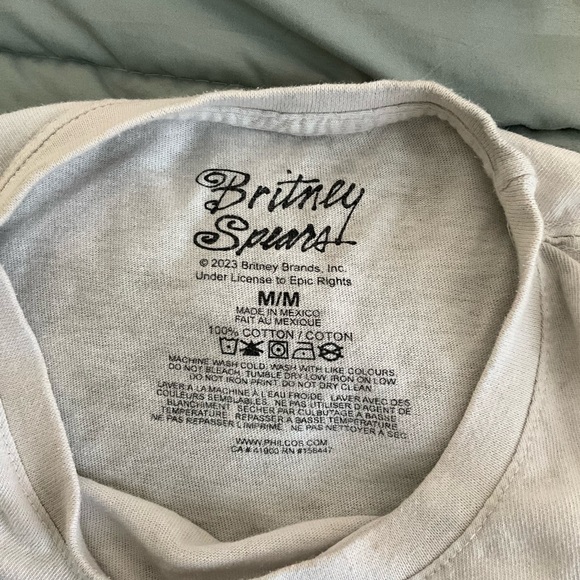 Britney
Spears
© 2023 Britney Brands, Inc.
Under License to Epic Rights
M/M
MADE IN MEXICO
FAIT AU MEXIQUE
100% COTTON / COTON
MACHINE WASH COLD. WASH WITH LIKE COLOURS.
DO NOT BLEACH. TUMBLE DRY LOW. IRON ON LOW.
DO NOT IRON PRINT. DO NOT DRY CLEAN.
LAVER A LA MACHINE A L'EAU FROIDE. LAVER AVEC DES
COULEURS SEMBLABLES. NE PAS UTILISER D'AGENT DE
BLANCHIMENT. SECHER PAR CULBUTAGE A BASSE
TEMPERATURE. REPASSER A BASSE TEMPERATURE.
NE PAS REPASSER L'IMPRIME. NE PAS NETTOYER A SEC.
WWW.PHILCOS.COM
CA # 41900 RN #156447